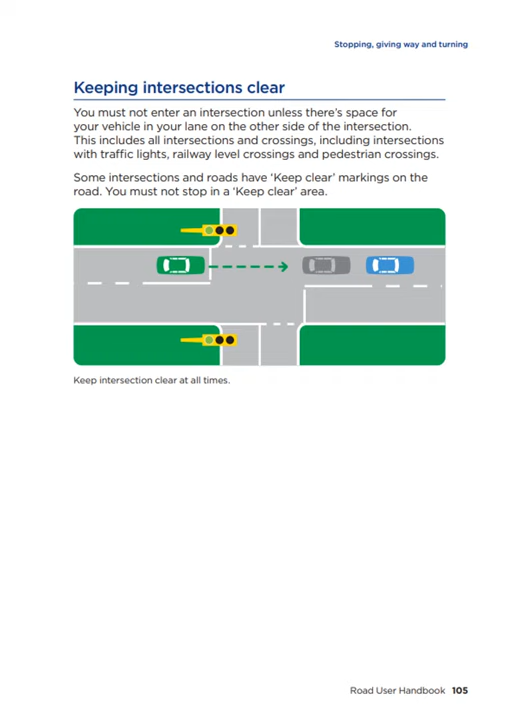 Stopping, giving way and turning
Keeping intersections clear
You must not enter an intersection unless there's space for
your vehicle in your lane on the other side of the intersection.
This includes all intersections and crossings, including intersections
with traffic lights, railway level crossings and pedestrian crossings.
Some intersections and roads have ‘Keep clear’ markings on the
road. You must not stop in a ‘Keep clear’ area.
Keep intersection clear at all times.
Road User Handbook 105